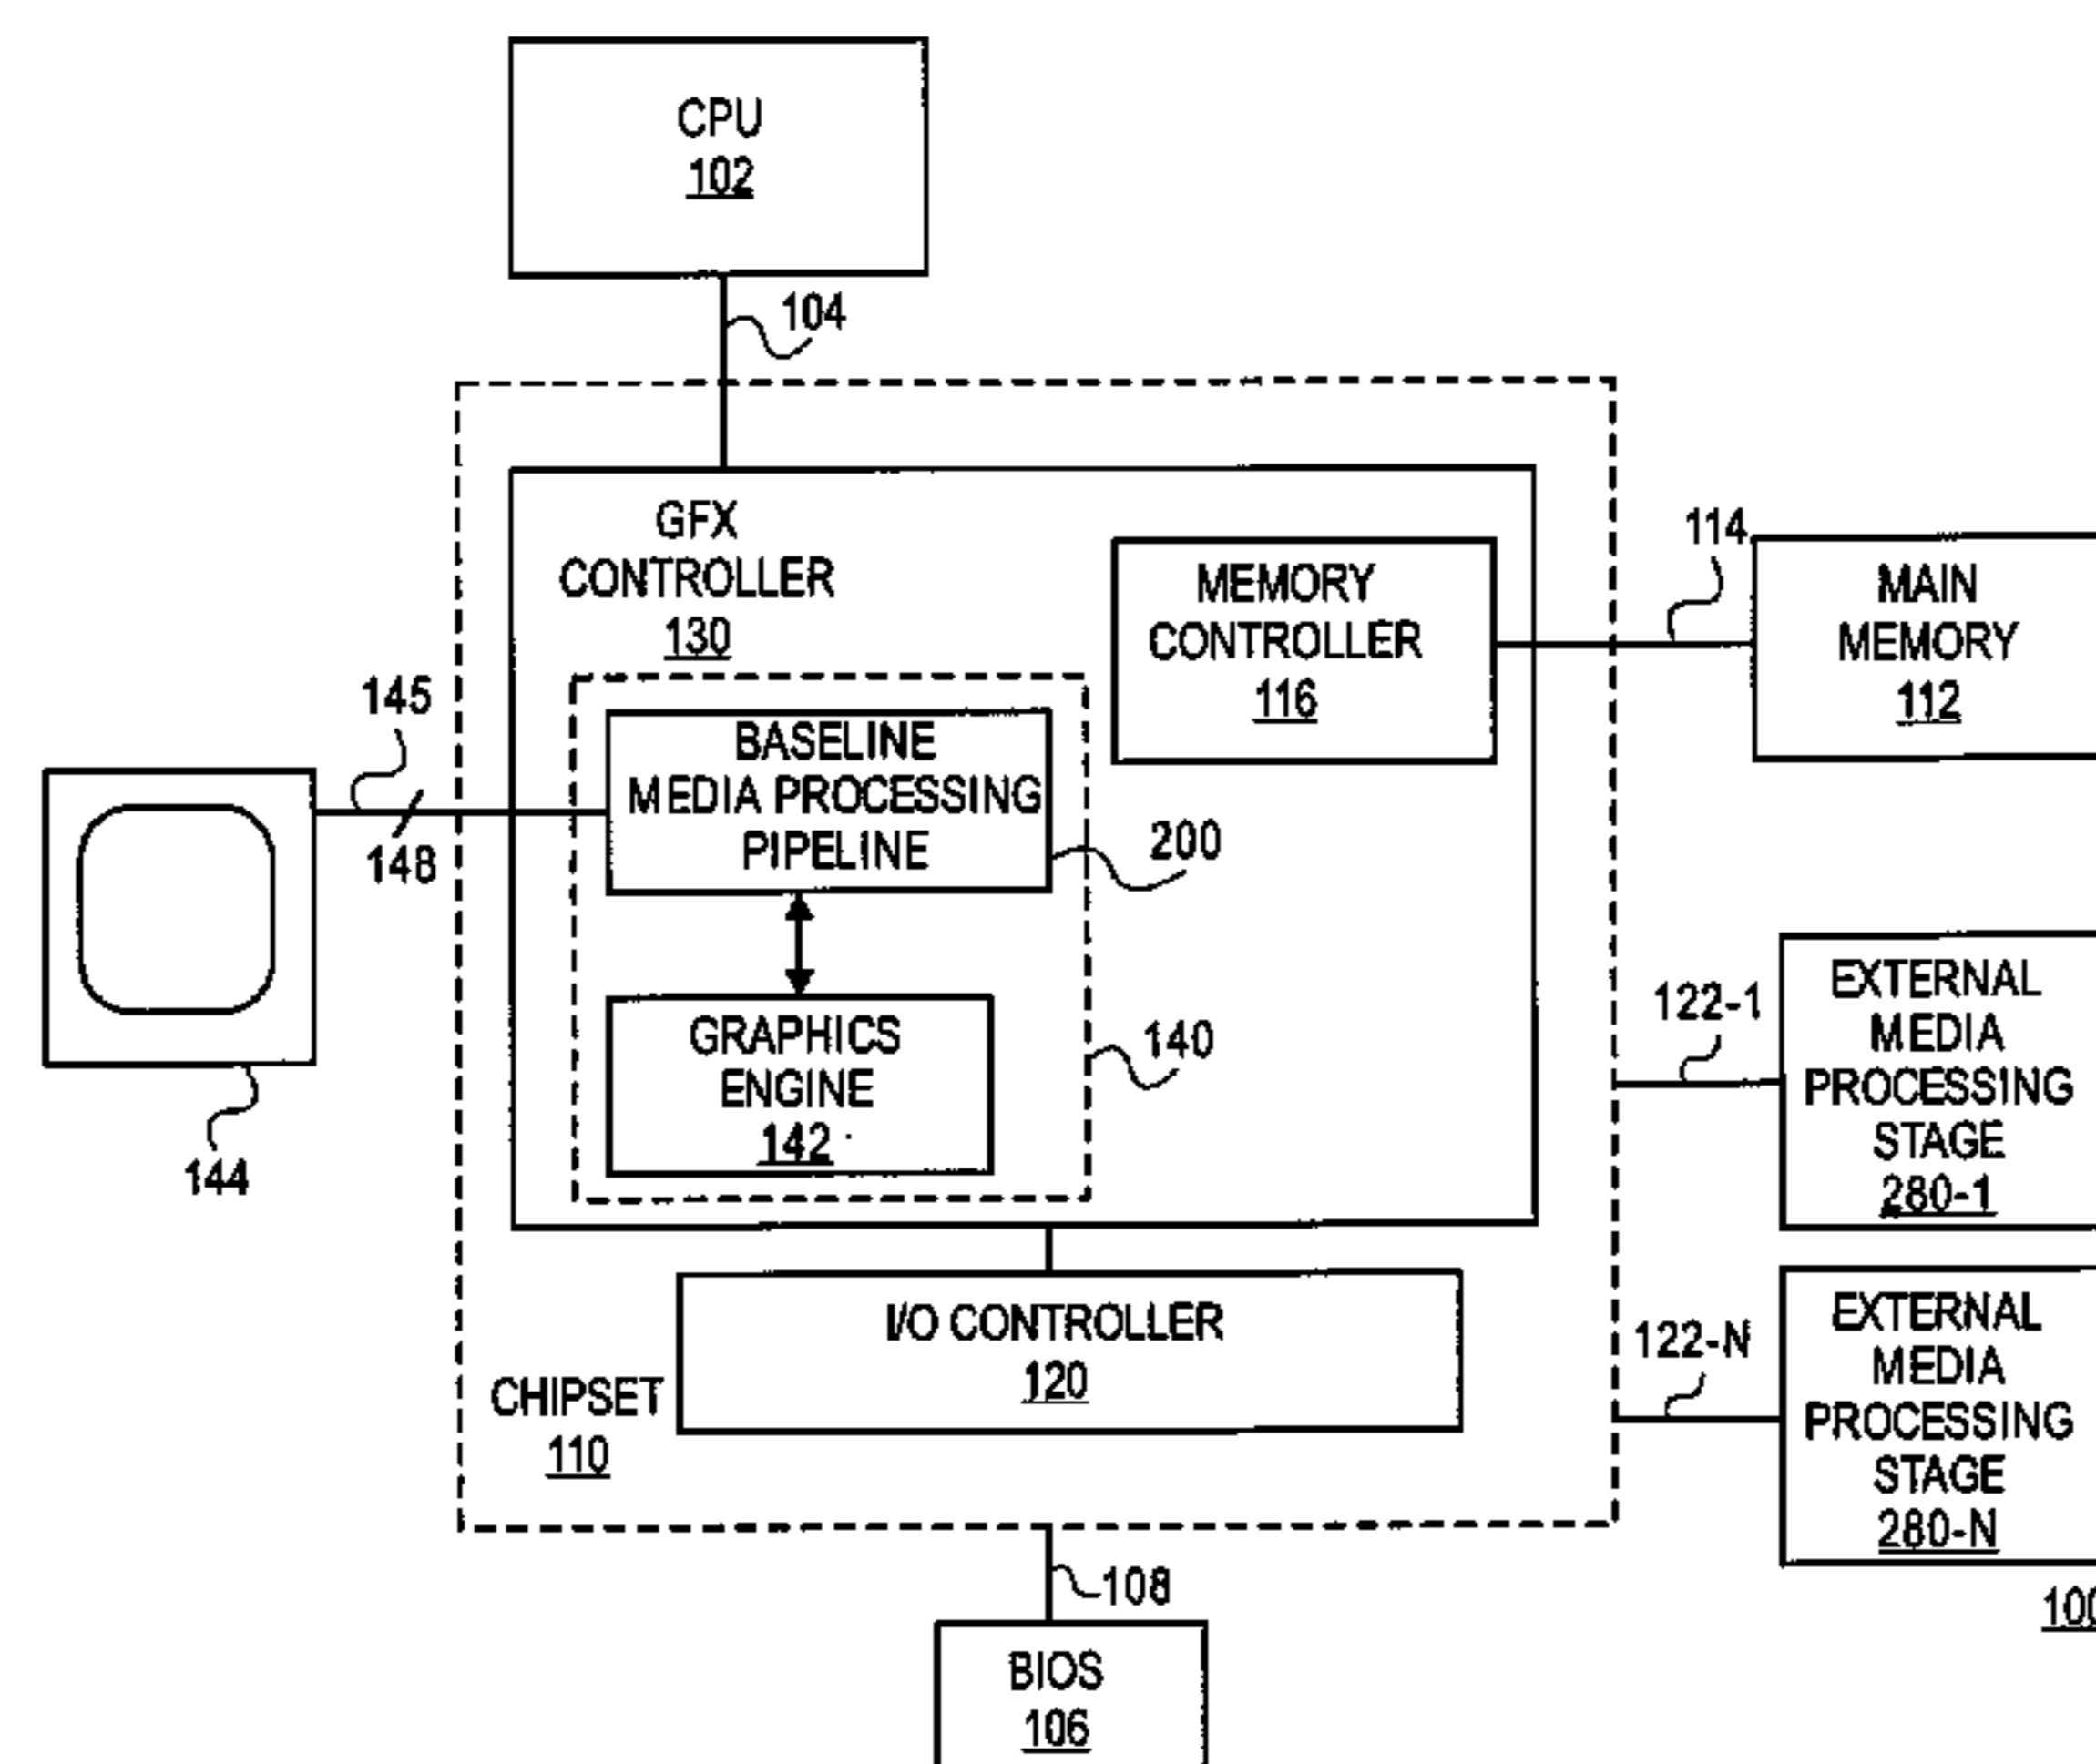 CPU
102
104
GFX
CONTROLLER
130
MEMORY
CONTROLLER
116
114
MAIN
MEMORY
112
145
148
144
BASELINE
MEDIA PROCESSING
PIPELINE
200
GRAPHICS
ENGINE
142
140
122-1
EXTERNAL
MEDIA
PROCESSING
STAGE
280-1
I/O CONTROLLER
120
CHIPSET
110
122-N
EXTERNAL
MEDIA
PROCESSING
STAGE
280-N
108
BIOS
106
100